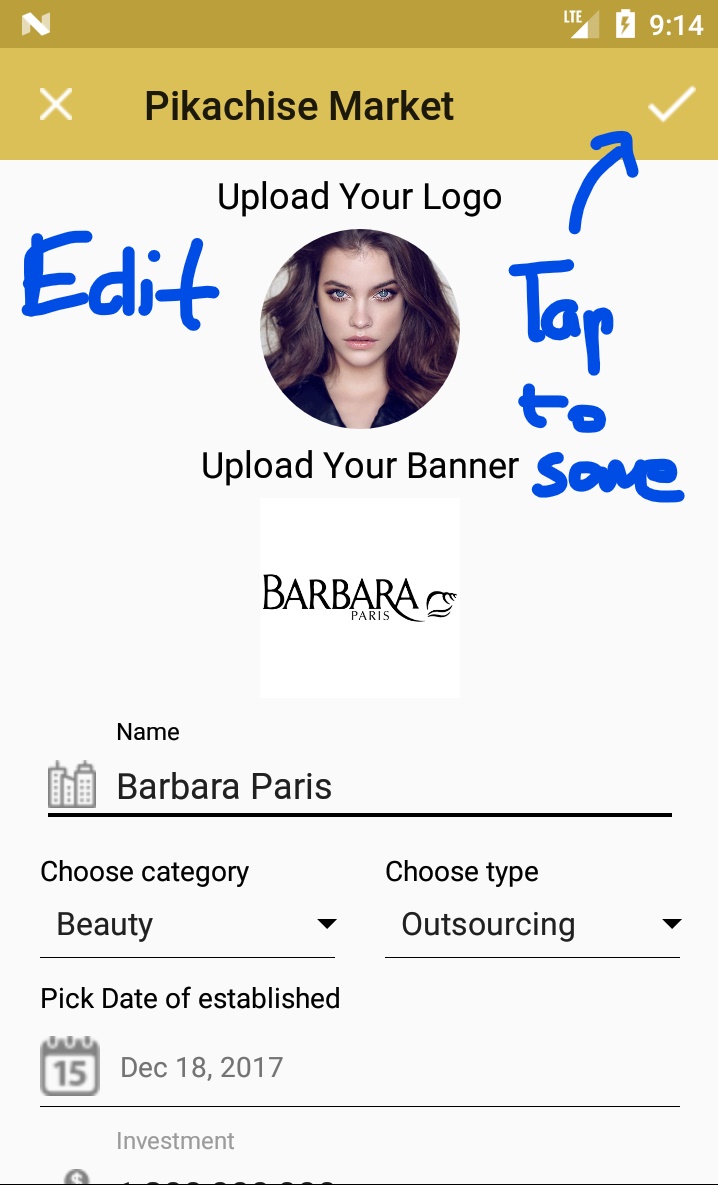 LTE 9:14
Pikachise Market
Upload Your Logo
Edit
Tap
to
save
Upload Your Banner
BARBARA
PARIS
Name
Barbara Paris
Choose category
Choose type
Beauty
Outsourcing
Pick Date of established
15
Dec 18, 2017
Investment
$